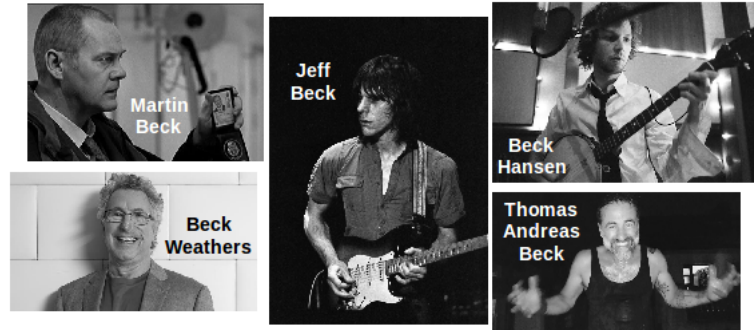 Martin
Beck
Jeff
Beck
Beck
Hansen
Beck
Weathers
Thomas
Andreas
Beck